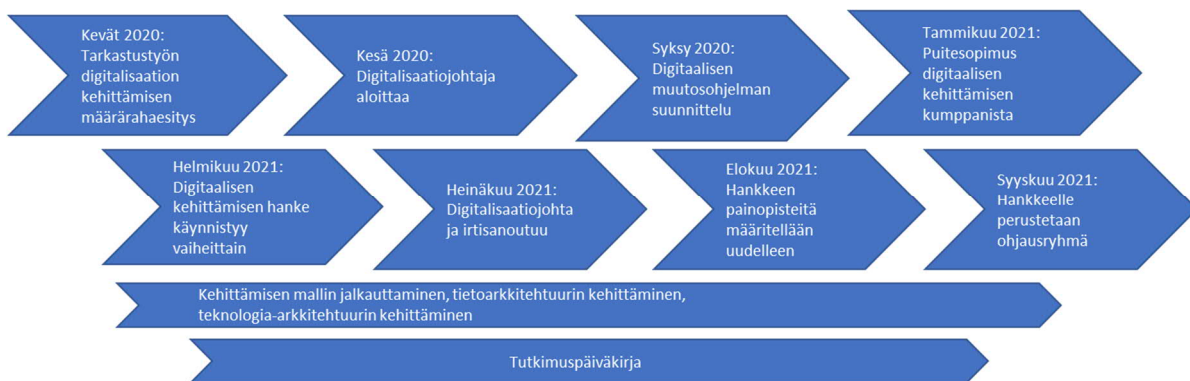 Kevät 2020:
Tarkastustyön
digitalisaation
kehittämisen
määrärahaesitys
Kesä 2020:
Digitalisaatiojohtaja
aloittaa
Syksy 2020:
Digitaalisen
muutosohjelman
suunnittelu
Tammikuu 2021:
Puitesopimus
digitaalisen
kehittämisen
kumppanista
Helmikuu 2021:
Digitaalisen
kehittämisen hanke
käynnistyy
vaiheittain
Heinäkuu 2021:
Digitalisaatiojohta
ja irtisanoutuu
Elokuu 2021:
Hankkeen
painopisteitä
määritellään
uudelleen
Syyskuu 2021:
Hankkeelle
perustetaan
ohjausryhmä
Kehittämisen mallin jalkauttaminen, tietoarkkitehtuurin kehittäminen,
teknologia-arkkitehtuurin kehittäminen
Tutkimuspäiväkirja